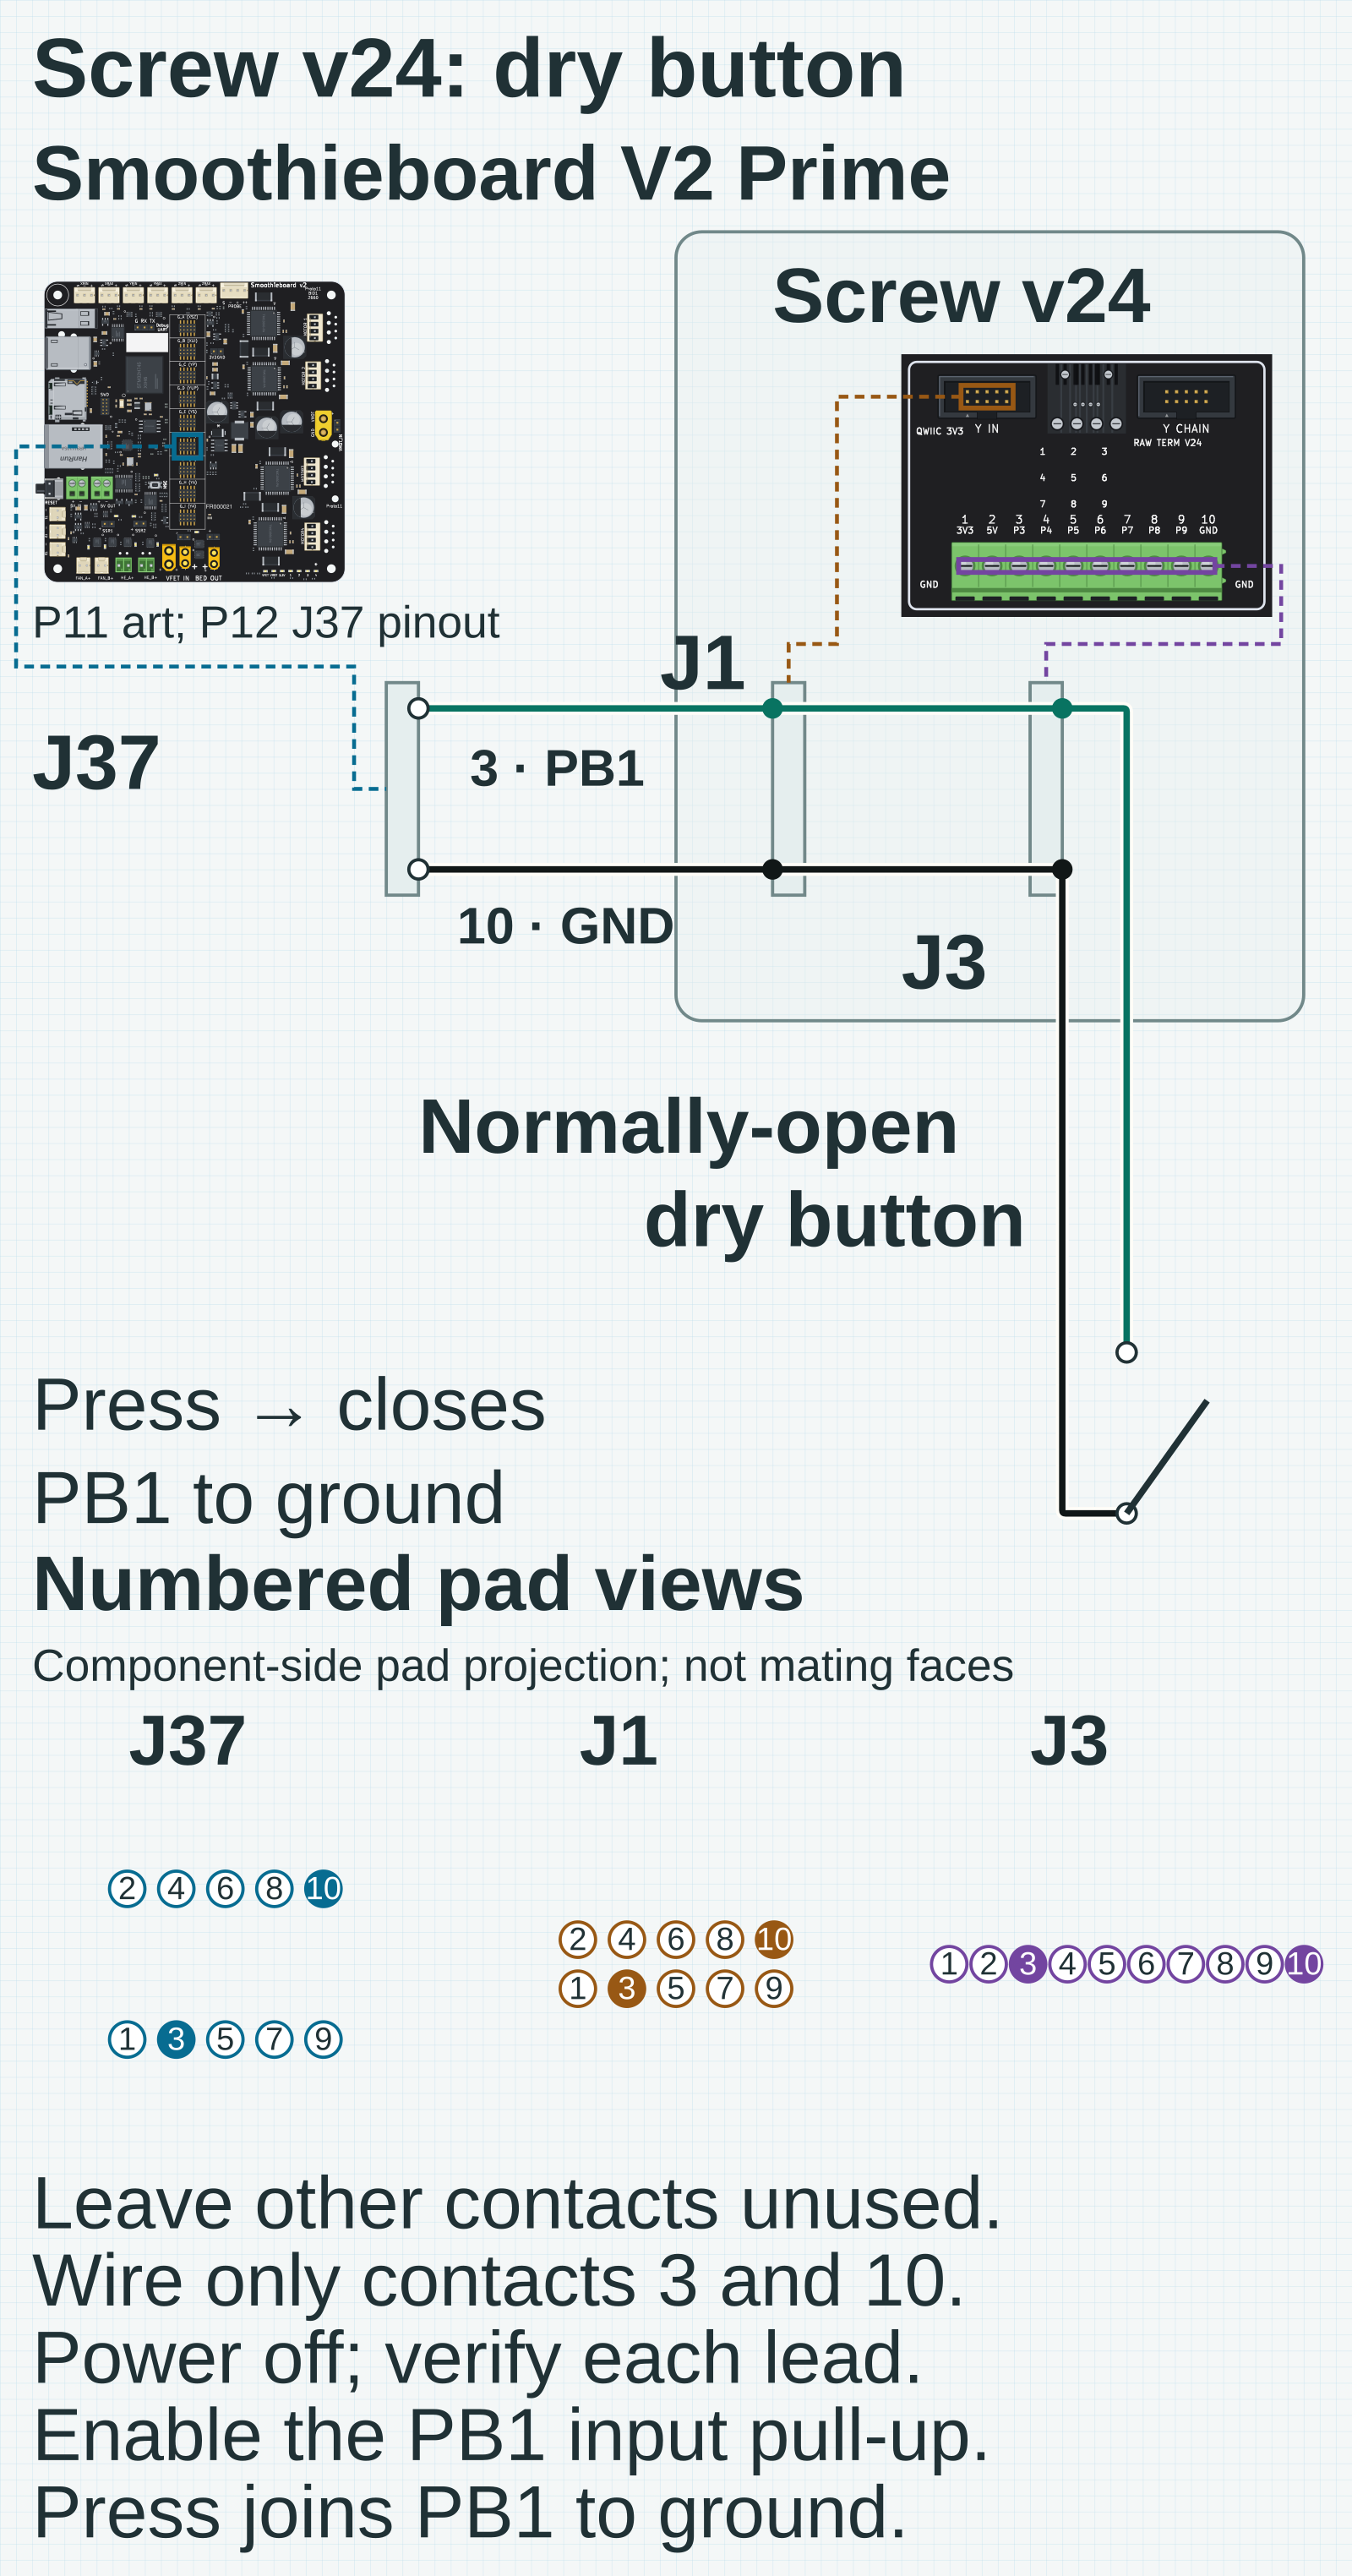 Screw v24: dry button
Smoothieboard V2 Prime
Screw v24
Smoothieboard v2
QWIIC 3V3
Y IN
Y CHAIN
RAW TERM V24
1 2 3
4 5 6
7 8 9
1 2 3 4 5 6 7 8 9 10
3V3 5V P3 P4 P5 P6 P7 P8 P9 GND
GND
GND
VFET IN
BED OUT
P11 art; P12 J37 pinout
J1
J37
3 · PB1
10 · GND
J3
Normally-open
dry button
Press → closes
PB1 to ground
Numbered pad views
Component-side pad projection; not mating faces
J37 J1 J3
2 4 6 8 10
1 3 5 7 9
2 4 6 8 10
1 3 5 7 9
1 2 3 4 5 6 7 8 9 10
Leave other contacts unused.
Wire only contacts 3 and 10.
Power off; verify each lead.
Enable the PB1 input pull-up.
Press joins PB1 to ground.